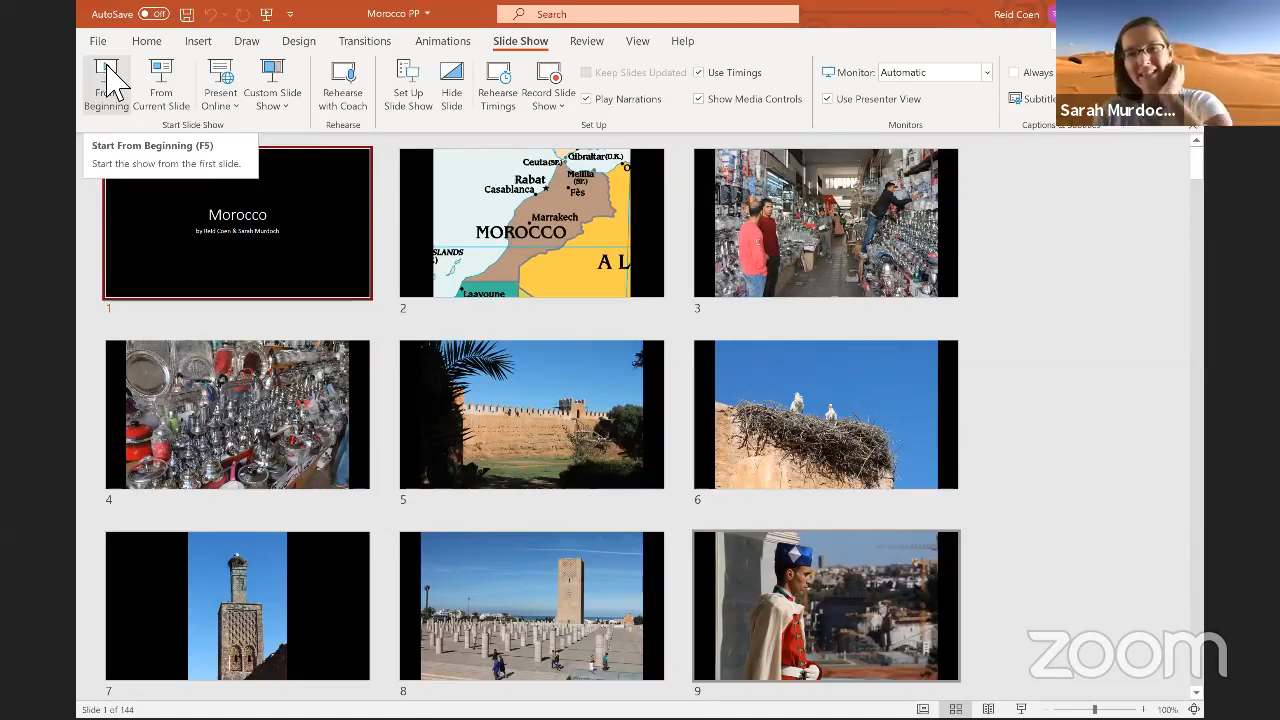 AutoSave Off
Morocco PP
Search
Reid Coen
File Home Insert Draw Design Transitions Animations Slide Show Review View Help
From Beginning
From Current Slide
Present Online
Custom Slide Show
Start Slide Show
Rehearse with Coach
Rehearse
Set Up Slide Show
Hide Slide
Rehearse Timings
Record Slide Show
Keep Slides Updated
Play Narrations
Use Timings
Show Media Controls
Set Up
Monitor: Automatic
Use Presenter View
Monitors
Always
Subtitle
Captions & Subtitles
Sarah Murdoc...
Start From Beginning (F5)
Start the show from the first slide.
Morocco
by Reid Coen & Sarah Murdoch
1
Ceuta(SP.)
Gibraltar(U.K.)
Melilla
(SP.)
Rabat
Casablanca
Fès
Marrakech
MOROCCO
ISLANDS
A L
Laayoune
2
3
4
5
6
7
8
9
zoom
Slide 1 of 144
100%